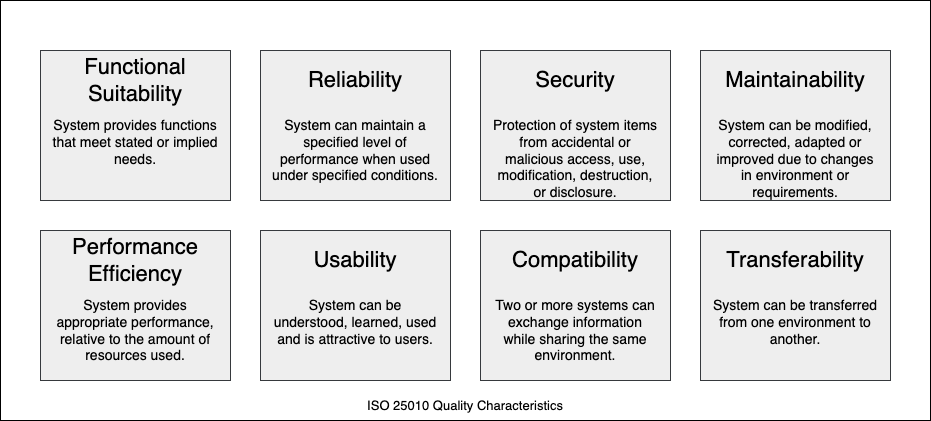 Functional
Suitability
System provides functions
that meet stated or implied
needs.
Reliability
System can maintain a
specified level of
performance when used
under specified conditions.
Security
Protection of system items
from accidental or
malicious access, use,
modification, destruction,
or disclosure.
Maintainability
System can be modified,
corrected, adapted or
improved due to changes
in environment or
requirements.
Performance
Efficiency
System provides
appropriate performance,
relative to the amount of
resources used.
Usability
System can be
understood, learned, used
and is attractive to users.
Compatibility
Two or more systems can
exchange information
while sharing the same
environment.
Transferability
System can be transferred
from one environment to
another.
ISO 25010 Quality Characteristics